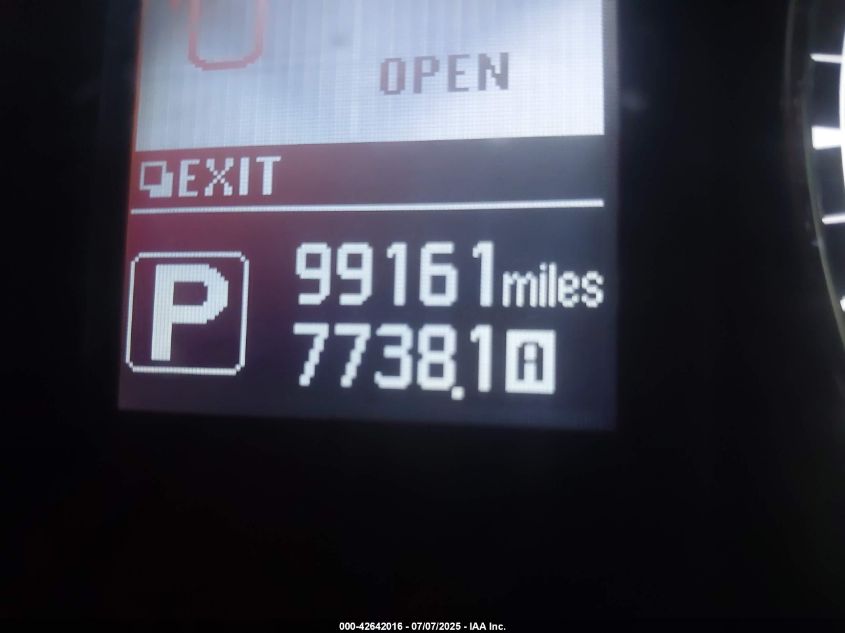 OPEN
EXIT
P
99161 miles
7738.1 A
000-42642016 - 07/07/2025 - IAA Inc.